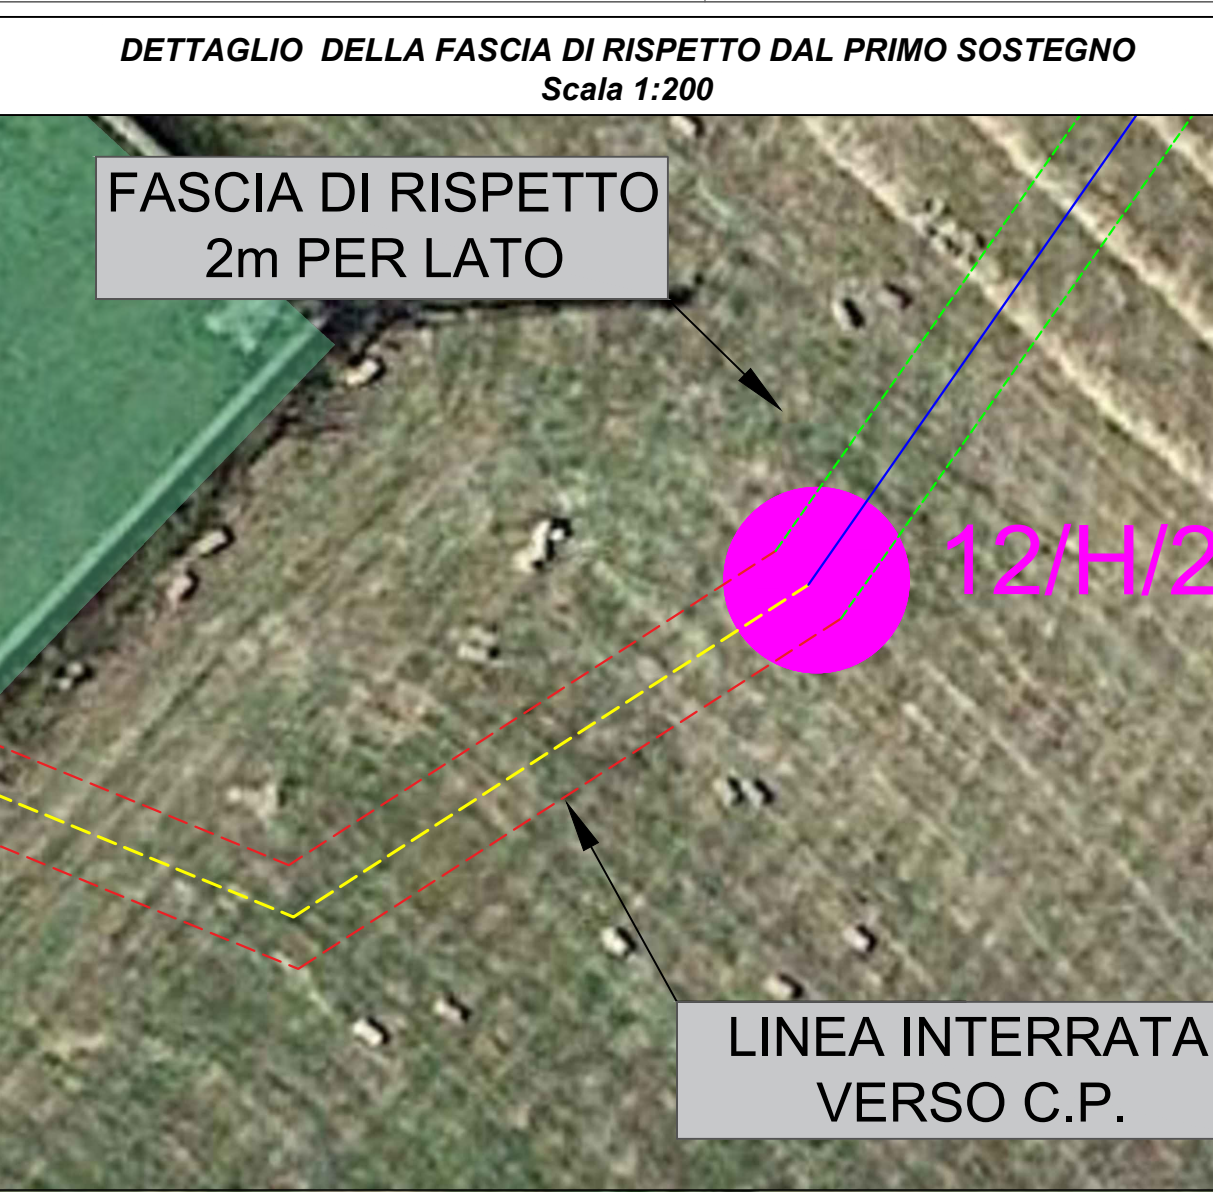 DETTAGLIO DELLA FASCIA DI RISPETTO DAL PRIMO SOSTEGNO
Scala 1:200
FASCIA DI RISPETTO
2m PER LATO
12/H/2
LINEA INTERRATA
VERSO C.P.